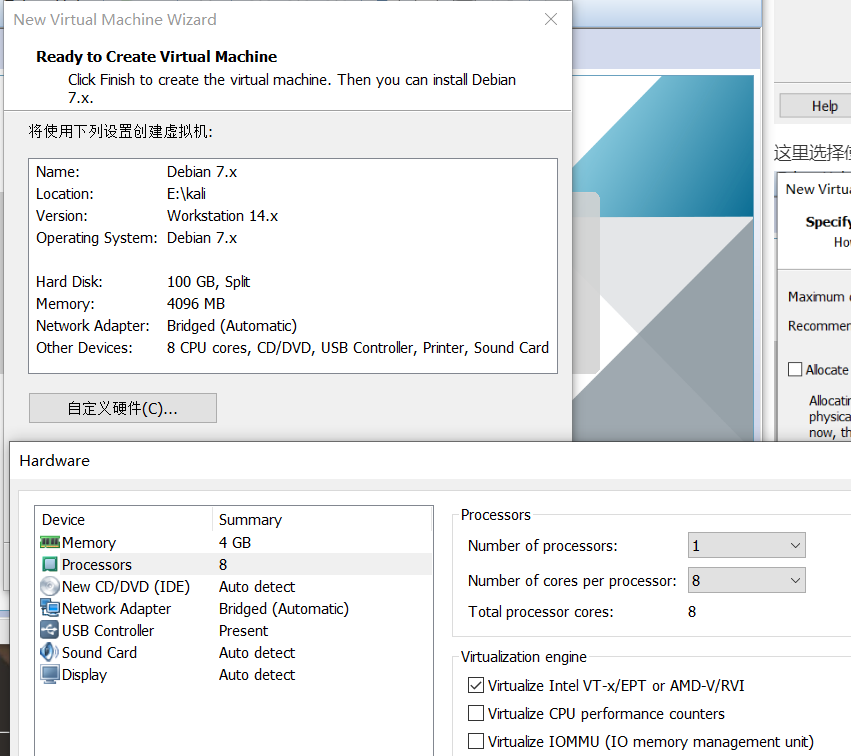 New Virtual Machine Wizard
Ready to Create Virtual Machine
Click Finish to create the virtual machine. Then you can install Debian
7.x.
将使用下列设置创建虚拟机:
Name: Debian 7.x
Location: E:\kali
Version: Workstation 14.x
Operating System: Debian 7.x
Hard Disk: 100 GB, Split
Memory: 4096 MB
Network Adapter: Bridged (Automatic)
Other Devices: 8 CPU cores, CD/DVD, USB Controller, Printer, Sound Card
自定义硬件(C)...
Help
这里选择
New Virtu
Specify
Ho
Maximum
Recommen
Allocate
Allocatin
physica
now, th
Hardware
Device Summary
Memory 4 GB
Processors 8
New CD/DVD (IDE) Auto detect
Network Adapter Bridged (Automatic)
USB Controller Present
Sound Card Auto detect
Display Auto detect
Processors
Number of processors: 1
Number of cores per processor: 8
Total processor cores: 8
Virtualization engine
Virtualize Intel VT-x/EPT or AMD-V/RVI
Virtualize CPU performance counters
Virtualize IOMMU (IO memory management unit)